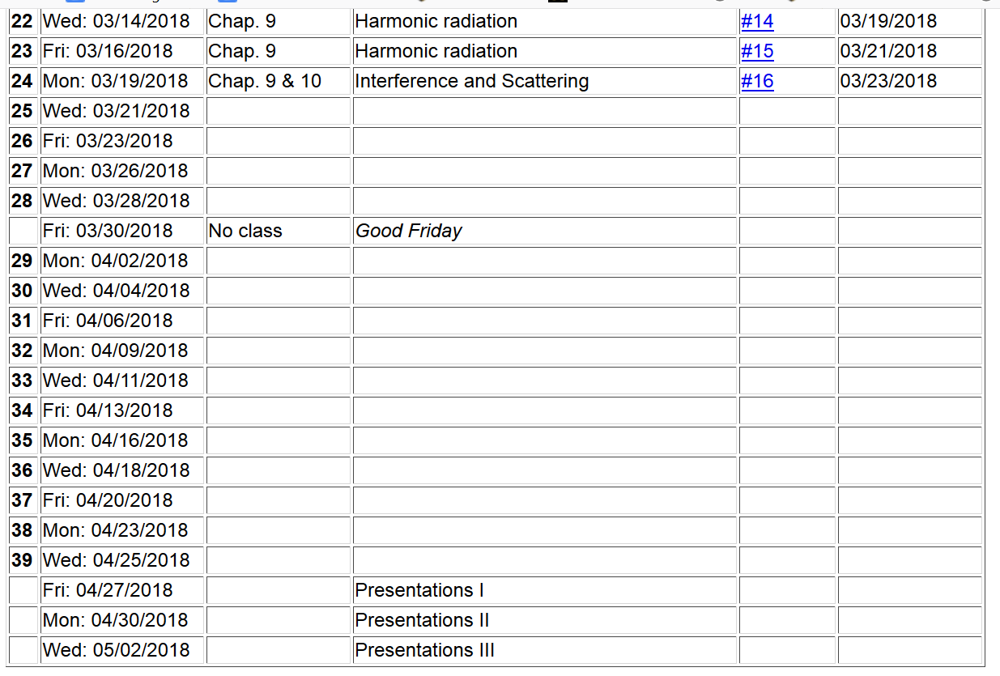 22 Wed: 03/14/2018 Chap. 9 Harmonic radiation #14 03/19/2018
23 Fri: 03/16/2018 Chap. 9 Harmonic radiation #15 03/21/2018
24 Mon: 03/19/2018 Chap. 9 & 10 Interference and Scattering #16 03/23/2018
25 Wed: 03/21/2018
26 Fri: 03/23/2018
27 Mon: 03/26/2018
28 Wed: 03/28/2018
Fri: 03/30/2018 No class Good Friday
29 Mon: 04/02/2018
30 Wed: 04/04/2018
31 Fri: 04/06/2018
32 Mon: 04/09/2018
33 Wed: 04/11/2018
34 Fri: 04/13/2018
35 Mon: 04/16/2018
36 Wed: 04/18/2018
37 Fri: 04/20/2018
38 Mon: 04/23/2018
39 Wed: 04/25/2018
Fri: 04/27/2018 Presentations I
Mon: 04/30/2018 Presentations II
Wed: 05/02/2018 Presentations III